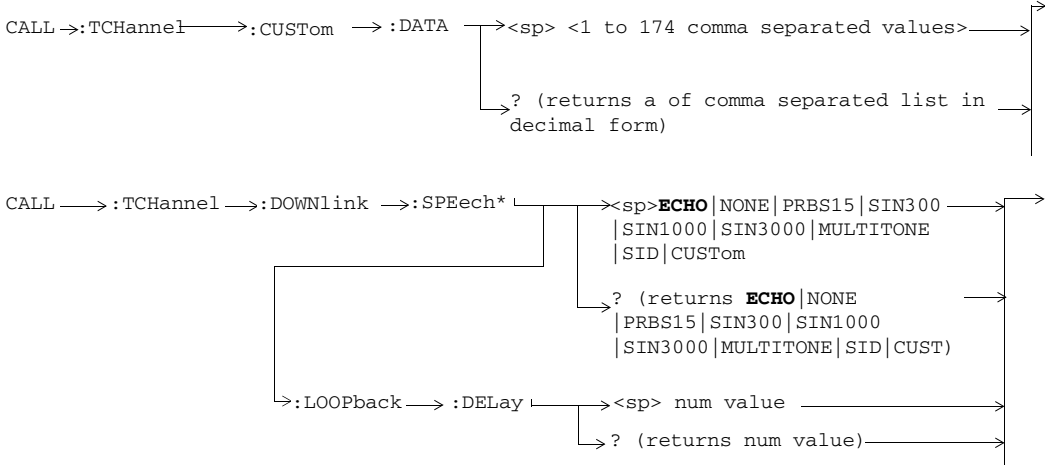 CALL :TCHannel :CUSTom :DATA <sp> <1 to 174 comma separated values>
? (returns a of comma separated list in
decimal form)
CALL :TCHannel :DOWNlink :SPEech* <sp>ECHO|NONE|PRBS15|SIN300
|SIN1000|SIN3000|MULTITONE
|SID|CUSTom
? (returns ECHO|NONE
|PRBS15|SIN300|SIN1000
|SIN3000|MULTITONE|SID|CUST)
:LOOPback :DELay <sp> num value
? (returns num value)